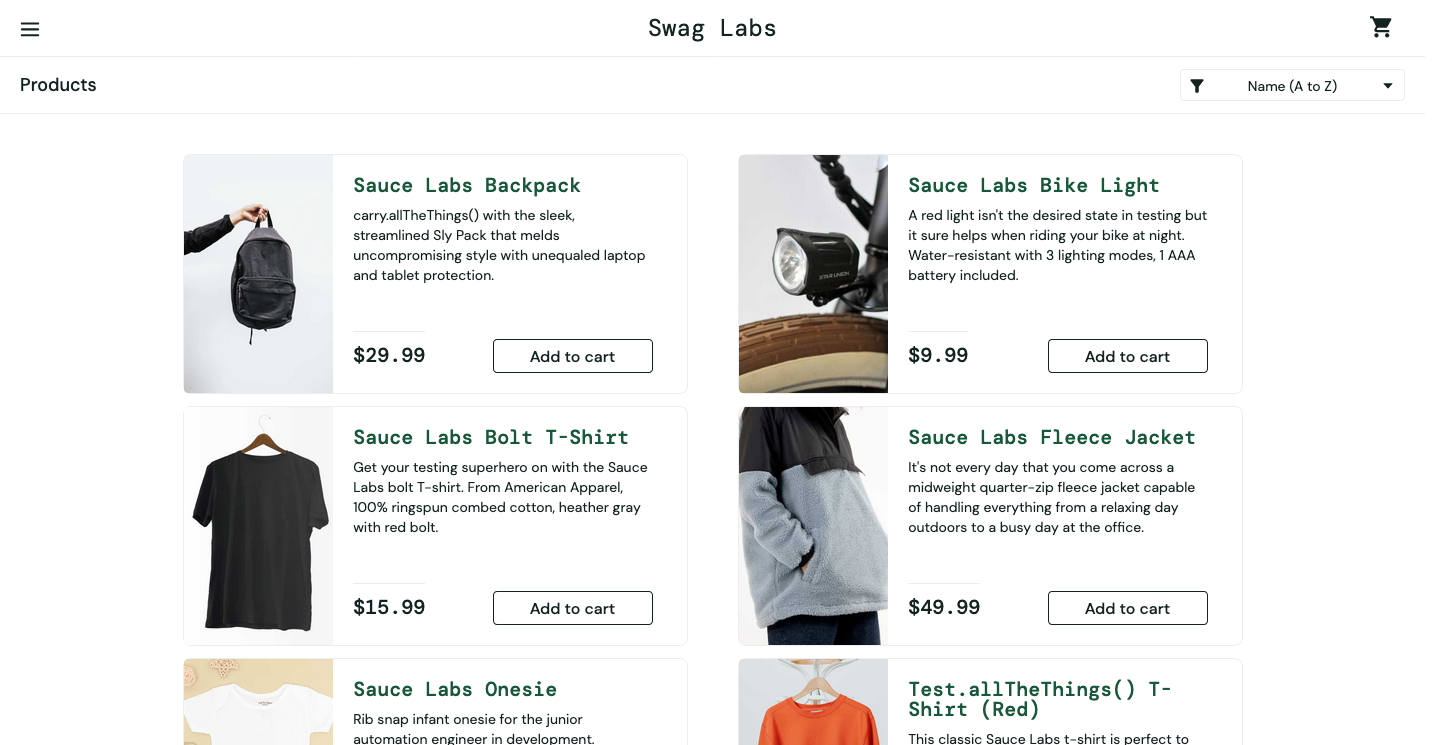 Swag Labs
Products
Name (A to Z)
Sauce Labs Backpack
carry.allTheThings() with the sleek,
streamlined Sly Pack that melds
uncompromising style with unequaled laptop
and tablet protection.
$29.99
Add to cart
Sauce Labs Bike Light
A red light isn't the desired state in testing but
it sure helps when riding your bike at night.
Water-resistant with 3 lighting modes, 1 AAA
battery included.
STAR UNION
$9.99
Add to cart
Sauce Labs Bolt T-Shirt
Get your testing superhero on with the Sauce
Labs bolt T-shirt. From American Apparel,
100% ringspun combed cotton, heather gray
with red bolt.
$15.99
Add to cart
Sauce Labs Fleece Jacket
It's not every day that you come across a
midweight quarter-zip fleece jacket capable
of handling everything from a relaxing day
outdoors to a busy day at the office.
$49.99
Add to cart
Sauce Labs Onesie
Rib snap infant onesie for the junior
automation engineer in development.
Test.allTheThings() T-
Shirt (Red)
This classic Sauce Labs t-shirt is perfect to